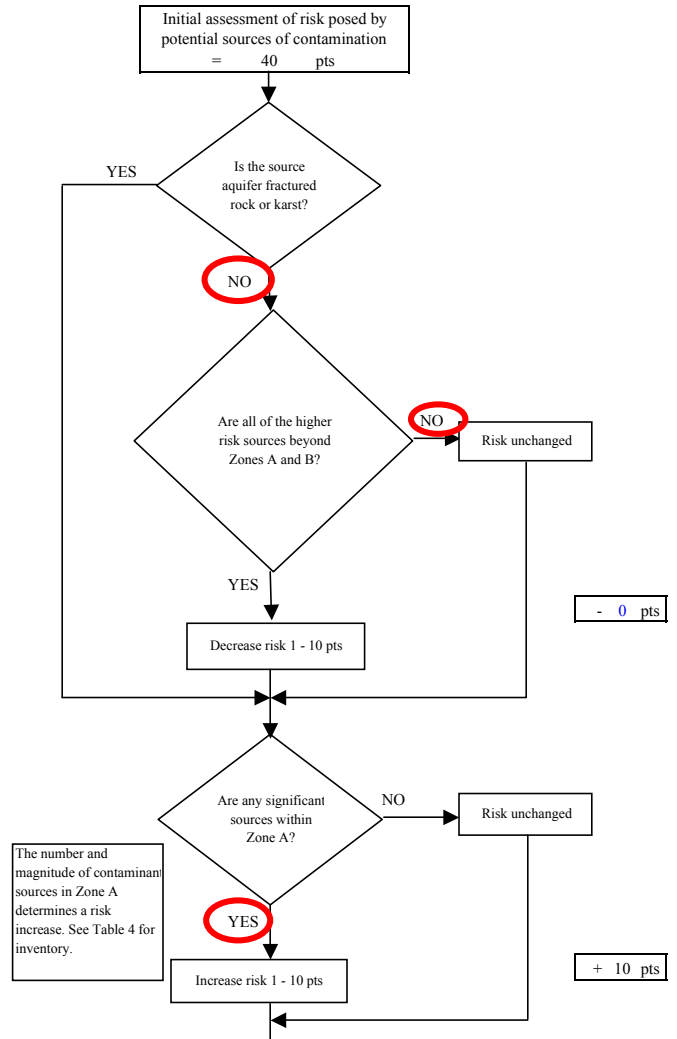 Initial assessment of risk posed by
potential sources of contamination
= 40 pts
YES
Is the source
aquifer fractured
rock or karst?
NO
Are all of the higher
risk sources beyond
Zones A and B?
NO
Risk unchanged
YES
- 0 pts
Decrease risk 1 - 10 pts
Are any significant
sources within
Zone A?
NO
Risk unchanged
The number and
magnitude of contaminant
sources in Zone A
determines a risk
increase. See Table 4 for
inventory.
YES
+ 10 pts
Increase risk 1 - 10 pts